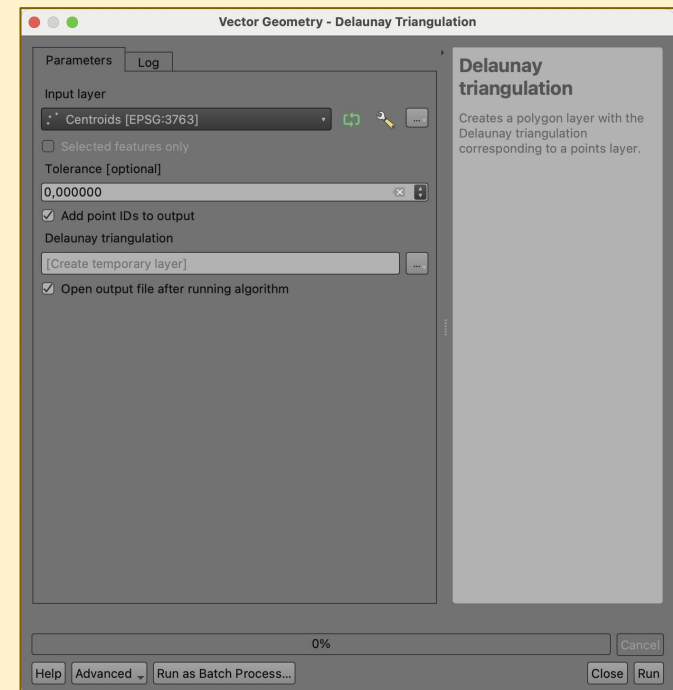 Vector Geometry - Delaunay Triangulation
Parameters
Log
Input layer
Centroids [EPSG:3763]
...
Selected features only
Tolerance [optional]
0,000000
Add point IDs to output
Delaunay triangulation
[Create temporary layer]
...
Open output file after running algorithm
Delaunay
triangulation
Creates a polygon layer with the
Delaunay triangulation
corresponding to a points layer.
0%
Cancel
Help
Advanced
Run as Batch Process...
Close
Run